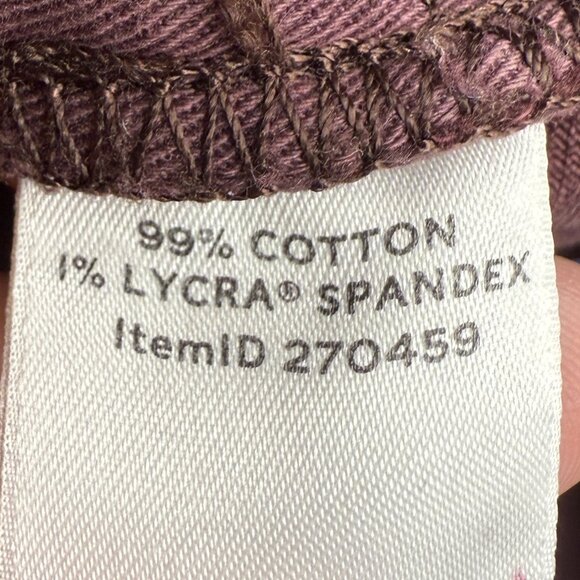 99% COTTON
1% LYCRA® SPANDEX
ItemID 270459